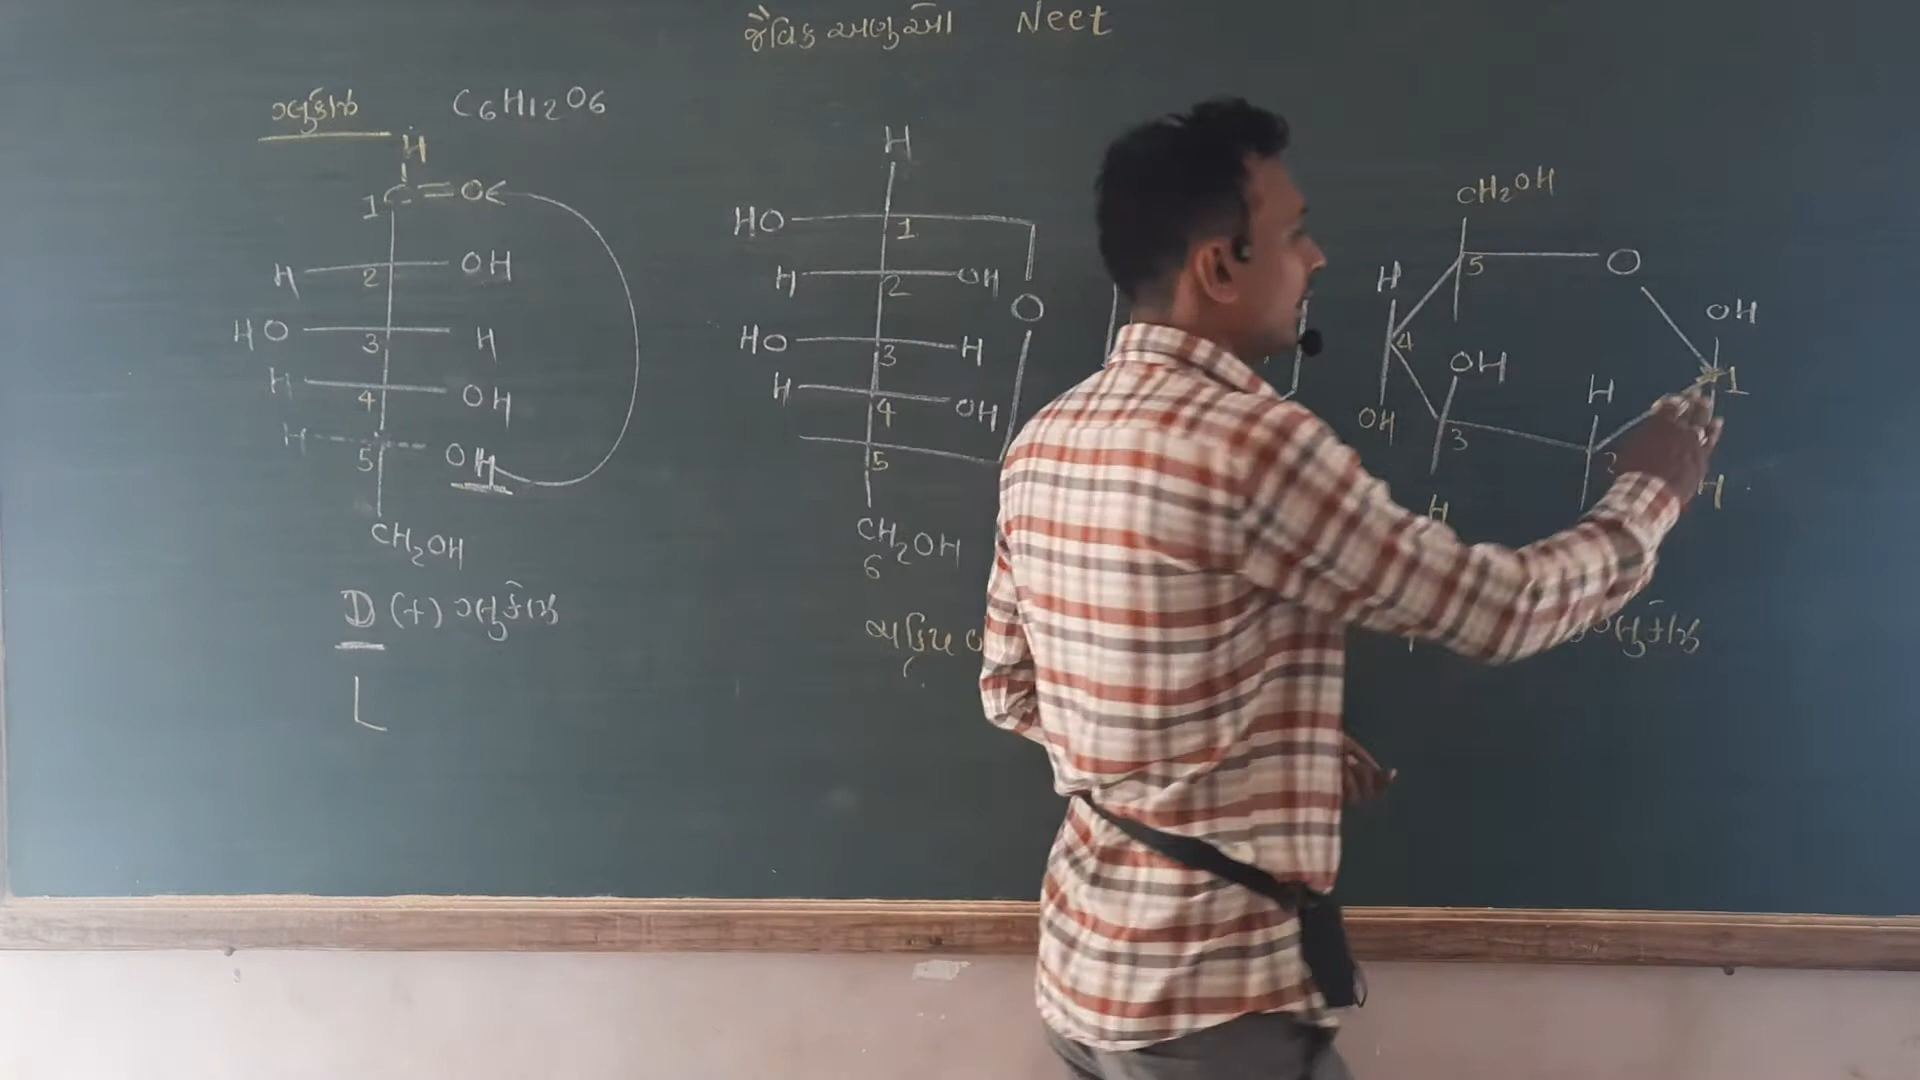 જૈવિક અણુઓ Neet
ગ્લુકોઝ C6H12O6
H
1 C = O
H 2 OH
HO 3 H
H 4 OH
H 5 OH
CH2OH
D (+) ગ્લુકોઝ
L
H
HO 1
H 2 OH
O
HO 3 H
H 4 OH
5
CH2OH
6
CH2OH
5 O
H OH
4 OH H 1
OH 3 2
H H
ગ્લુકોઝ